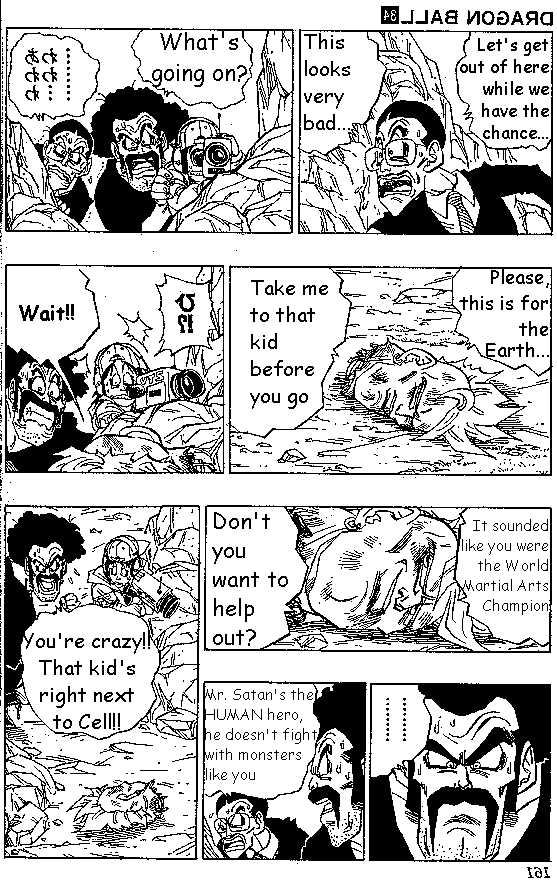 DRAGON BALL 34
What's
going on?
This
looks
very
bad...
Let's get
out of here
while we
have the
chance...
Wait!!
Take me
to that
kid
before
you go
Please,
this is for
the
Earth...
You're crazy!!
That kid's
right next
to Cell!!
Don't
you
want to
help
out?
It sounded
like you were
the World
Martial Arts
Champion
Mr. Satan's the
HUMAN hero,
he doesn't fight
with monsters
like you
161